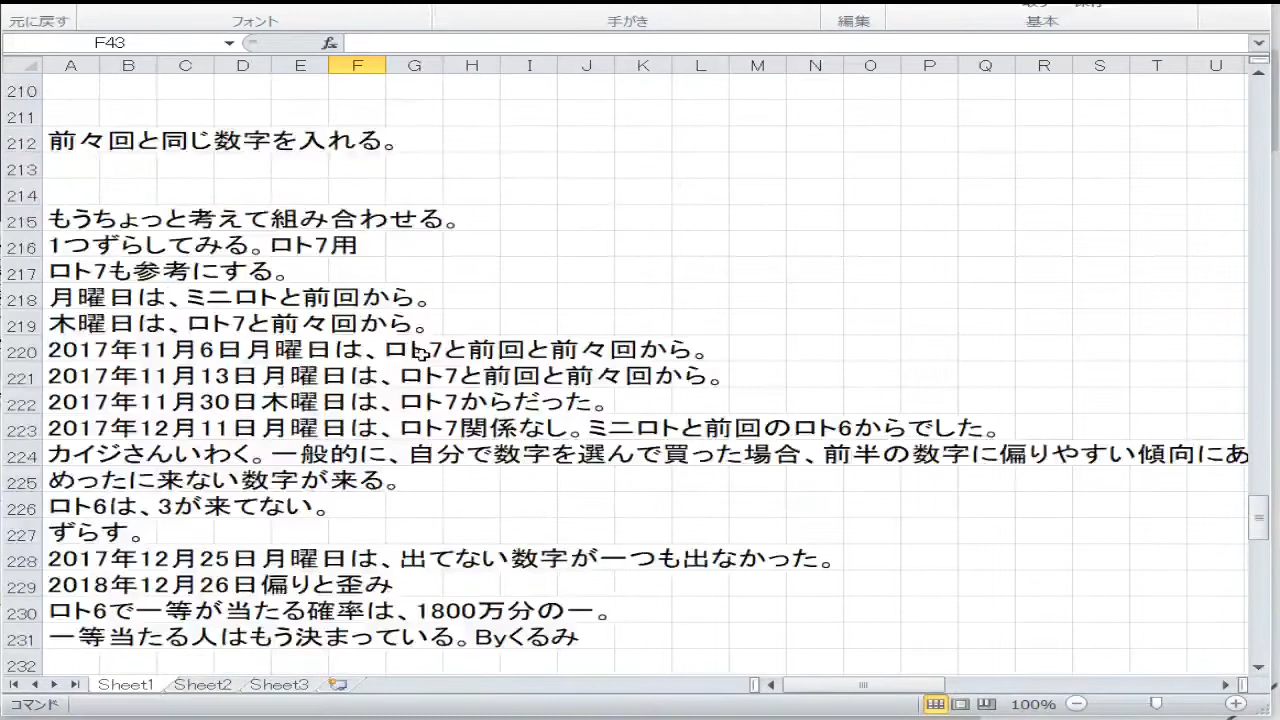 元に戻す フォント 手がき 編集 基本
F43 fx
A B C D E F G H I J K L M N O P Q R S T U
210
211
212 前々回と同じ数字を入れる。
213
214
215 もうちょっと考えて組み合わせる。
216 1つずらしてみる。ロト7用
217 ロト7も参考にする。
218 月曜日は、ミニロトと前回から。
219 木曜日は、ロト7と前々回から。
220 2017年11月6日月曜日は、ロト7と前回と前々回から。
221 2017年11月13日月曜日は、ロト7と前回と前々回から。
222 2017年11月30日木曜日は、ロト7からだった。
223 2017年12月11日月曜日は、ロト7関係なし。ミニロトと前回のロト6からでした。
224 カイジさんいわく。一般的に、自分で数字を選んで買った場合、前半の数字に偏りやすい傾向にあ
225 めったに来ない数字が来る。
226 ロト6は、3が来てない。
227 ずらす。
228 2017年12月25日月曜日は、出てない数字が一つも出なかった。
229 2018年12月26日偏りと歪み
230 ロト6で一等が当たる確率は、1800万分の一。
231 一等当たる人はもう決まっている。Byくるみ
232
Sheet1 Sheet2 Sheet3
コマンド 100%